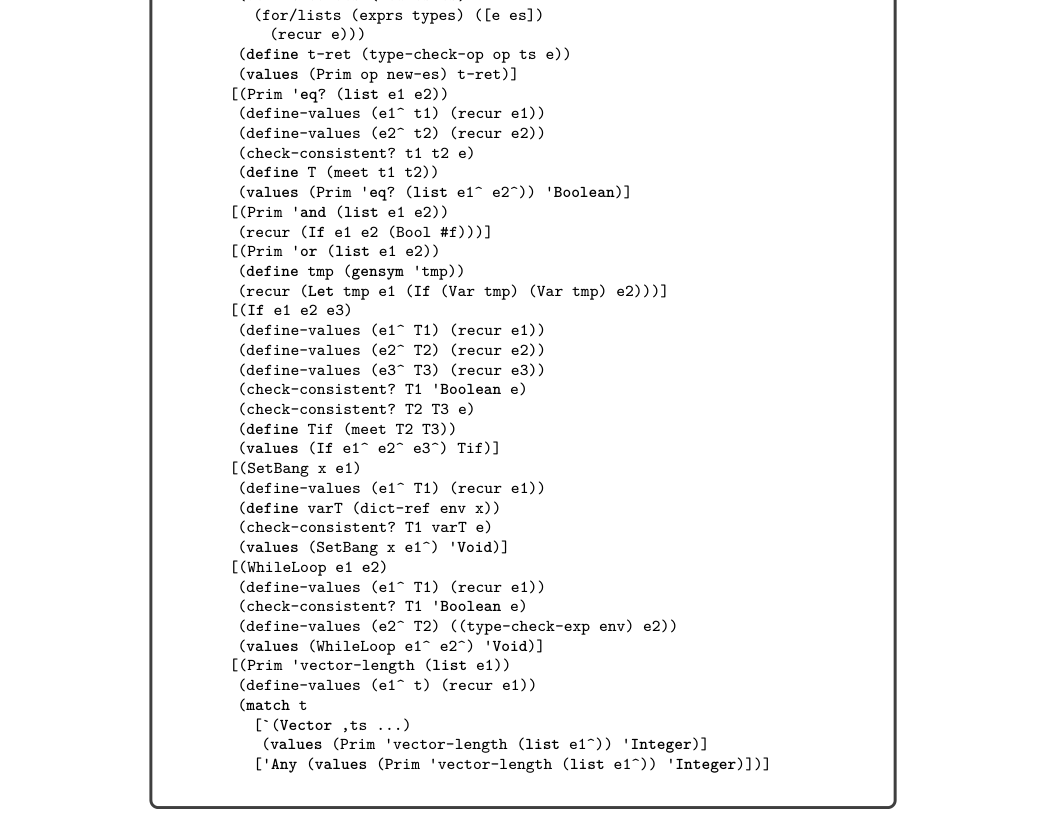 (for/lists (exprs types) ([e es])
(recur e)))
(define t-ret (type-check-op op ts e))
(values (Prim op new-es) t-ret)]
[(Prim 'eq? (list e1 e2))
(define-values (e1^ t1) (recur e1))
(define-values (e2^ t2) (recur e2))
(check-consistent? t1 t2 e)
(define T (meet t1 t2))
(values (Prim 'eq? (list e1^ e2^)) 'Boolean)]
[(Prim 'and (list e1 e2))
(recur (If e1 e2 (Bool #f)))]
[(Prim 'or (list e1 e2))
(define tmp (gensym 'tmp))
(recur (Let tmp e1 (If (Var tmp) (Var tmp) e2)))]
[(If e1 e2 e3)
(define-values (e1^ T1) (recur e1))
(define-values (e2^ T2) (recur e2))
(define-values (e3^ T3) (recur e3))
(check-consistent? T1 'Boolean e)
(check-consistent? T2 T3 e)
(define Tif (meet T2 T3))
(values (If e1^ e2^ e3^) Tif)]
[(SetBang x e1)
(define-values (e1^ T1) (recur e1))
(define varT (dict-ref env x))
(check-consistent? T1 varT e)
(values (SetBang x e1^) 'Void)]
[(WhileLoop e1 e2)
(define-values (e1^ T1) (recur e1))
(check-consistent? T1 'Boolean e)
(define-values (e2^ T2) ((type-check-exp env) e2))
(values (WhileLoop e1^ e2^) 'Void)]
[(Prim 'vector-length (list e1))
(define-values (e1^ t) (recur e1))
(match t
[`(Vector ,ts ...)
(values (Prim 'vector-length (list e1^)) 'Integer)]
['Any (values (Prim 'vector-length (list e1^)) 'Integer)])]